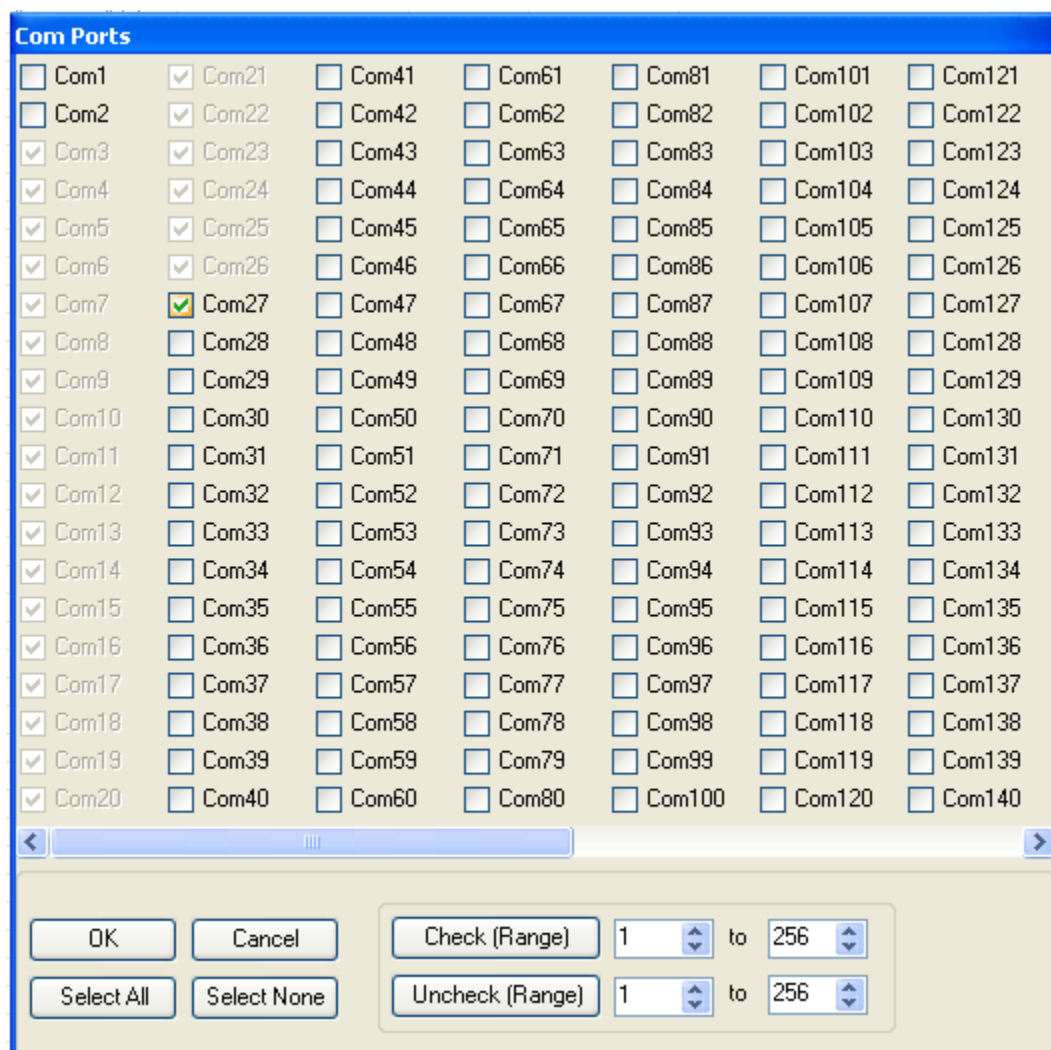 Com Ports
Com1 Com21 Com41 Com61 Com81 Com101 Com121
Com2 Com22 Com42 Com62 Com82 Com102 Com122
Com3 Com23 Com43 Com63 Com83 Com103 Com123
Com4 Com24 Com44 Com64 Com84 Com104 Com124
Com5 Com25 Com45 Com65 Com85 Com105 Com125
Com6 Com26 Com46 Com66 Com86 Com106 Com126
Com7 Com27 Com47 Com67 Com87 Com107 Com127
Com8 Com28 Com48 Com68 Com88 Com108 Com128
Com9 Com29 Com49 Com69 Com89 Com109 Com129
Com10 Com30 Com50 Com70 Com90 Com110 Com130
Com11 Com31 Com51 Com71 Com91 Com111 Com131
Com12 Com32 Com52 Com72 Com92 Com112 Com132
Com13 Com33 Com53 Com73 Com93 Com113 Com133
Com14 Com34 Com54 Com74 Com94 Com114 Com134
Com15 Com35 Com55 Com75 Com95 Com115 Com135
Com16 Com36 Com56 Com76 Com96 Com116 Com136
Com17 Com37 Com57 Com77 Com97 Com117 Com137
Com18 Com38 Com58 Com78 Com98 Com118 Com138
Com19 Com39 Com59 Com79 Com99 Com119 Com139
Com20 Com40 Com60 Com80 Com100 Com120 Com140
OK Cancel Check (Range) 1 to 256
Select All Select None Uncheck (Range) 1 to 256